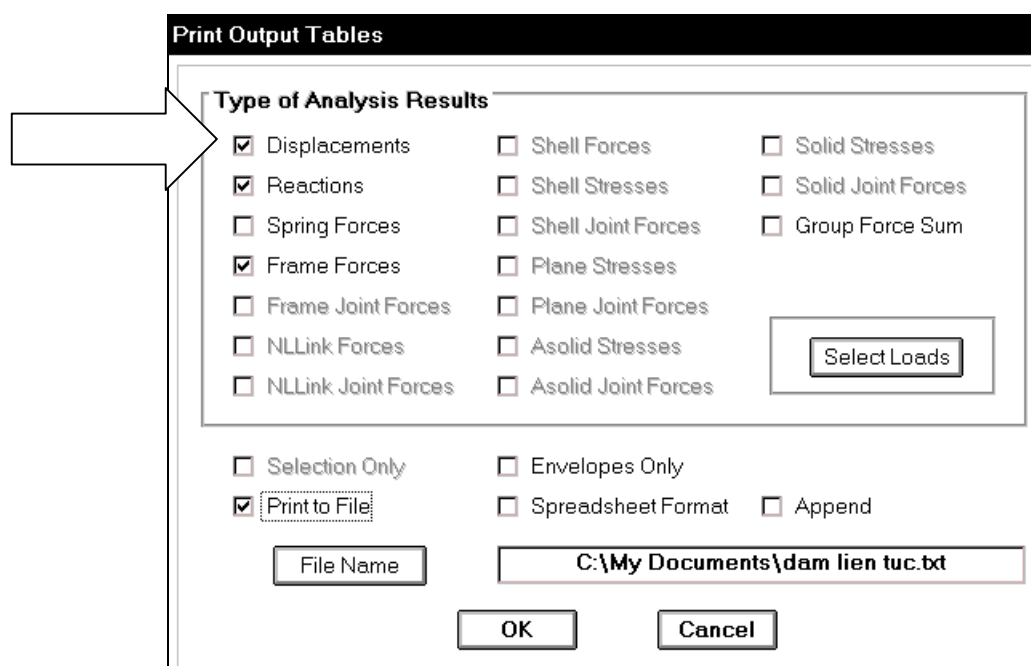 Print Output Tables
Type of Analysis Results
Displacements Shell Forces Solid Stresses
Reactions Shell Stresses Solid Joint Forces
Spring Forces Shell Joint Forces Group Force Sum
Frame Forces Plane Stresses
Frame Joint Forces Plane Joint Forces
NLLink Forces Asolid Stresses Select Loads
NLLink Joint Forces Asolid Joint Forces
Selection Only Envelopes Only
Print to File Spreadsheet Format Append
File Name C:\My Documents\dam lien tuc.txt
OK Cancel